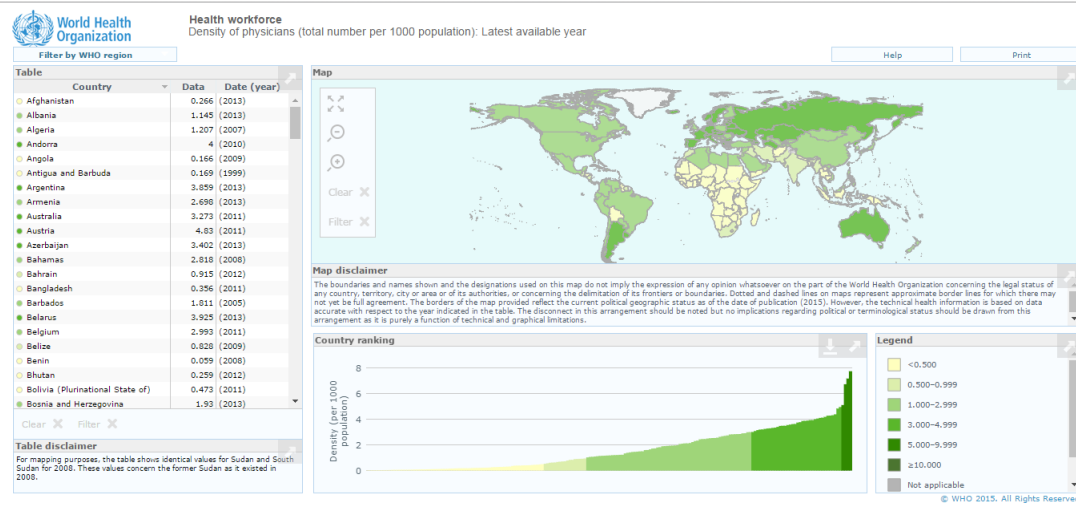 World Health
Organization
Health workforce
Density of physicians (total number per 1000 population): Latest available year
Filter by WHO region
Help
Print
Table
Country Data Date (year)
Afghanistan 0.266 (2013)
Albania 1.145 (2013)
Algeria 1.207 (2007)
Andorra 4 (2010)
Angola 0.166 (2009)
Antigua and Barbuda 0.169 (1999)
Argentina 3.859 (2013)
Armenia 2.698 (2013)
Australia 3.273 (2011)
Austria 4.83 (2011)
Azerbaijan 3.402 (2013)
Bahamas 2.818 (2008)
Bahrain 0.915 (2012)
Bangladesh 0.356 (2011)
Barbados 1.811 (2005)
Belarus 3.925 (2013)
Belgium 2.993 (2011)
Belize 0.828 (2009)
Benin 0.059 (2008)
Bhutan 0.259 (2012)
Bolivia (Plurinational State of) 0.473 (2011)
Bosnia and Herzegovina 1.93 (2013)
Clear Filter
Table disclaimer
For mapping purposes, the table shows identical values for Sudan and South
Sudan for 2008. These values concern the former Sudan as it existed in
2008.
Map
Clear
Filter
Map disclaimer
The boundaries and names shown and the designations used on this map do not imply the expression of any opinion whatsoever on the part of the World Health Organization concerning the legal status of
any country, territory, city or area or of its authorities, or concerning the delimitation of its frontiers or boundaries. Dotted and dashed lines on maps represent approximate border lines for which there may
not yet be full agreement. The borders of the map provided reflect the current political geographic status as of the date of publication (2015). However, the technical health information is based on data
accurate with respect to the year indicated in the table. The disconnect in this arrangement should be noted but no implications regarding political or terminological status should be drawn from this
arrangement as it is purely a function of technical and graphical limitations.
Country ranking
Density (per 1000
population)
8
6
4
2
0
Legend
<0.500
0.500–0.999
1.000–2.999
3.000–4.999
5.000–9.999
≥10.000
Not applicable
© WHO 2015. All Rights Reserve